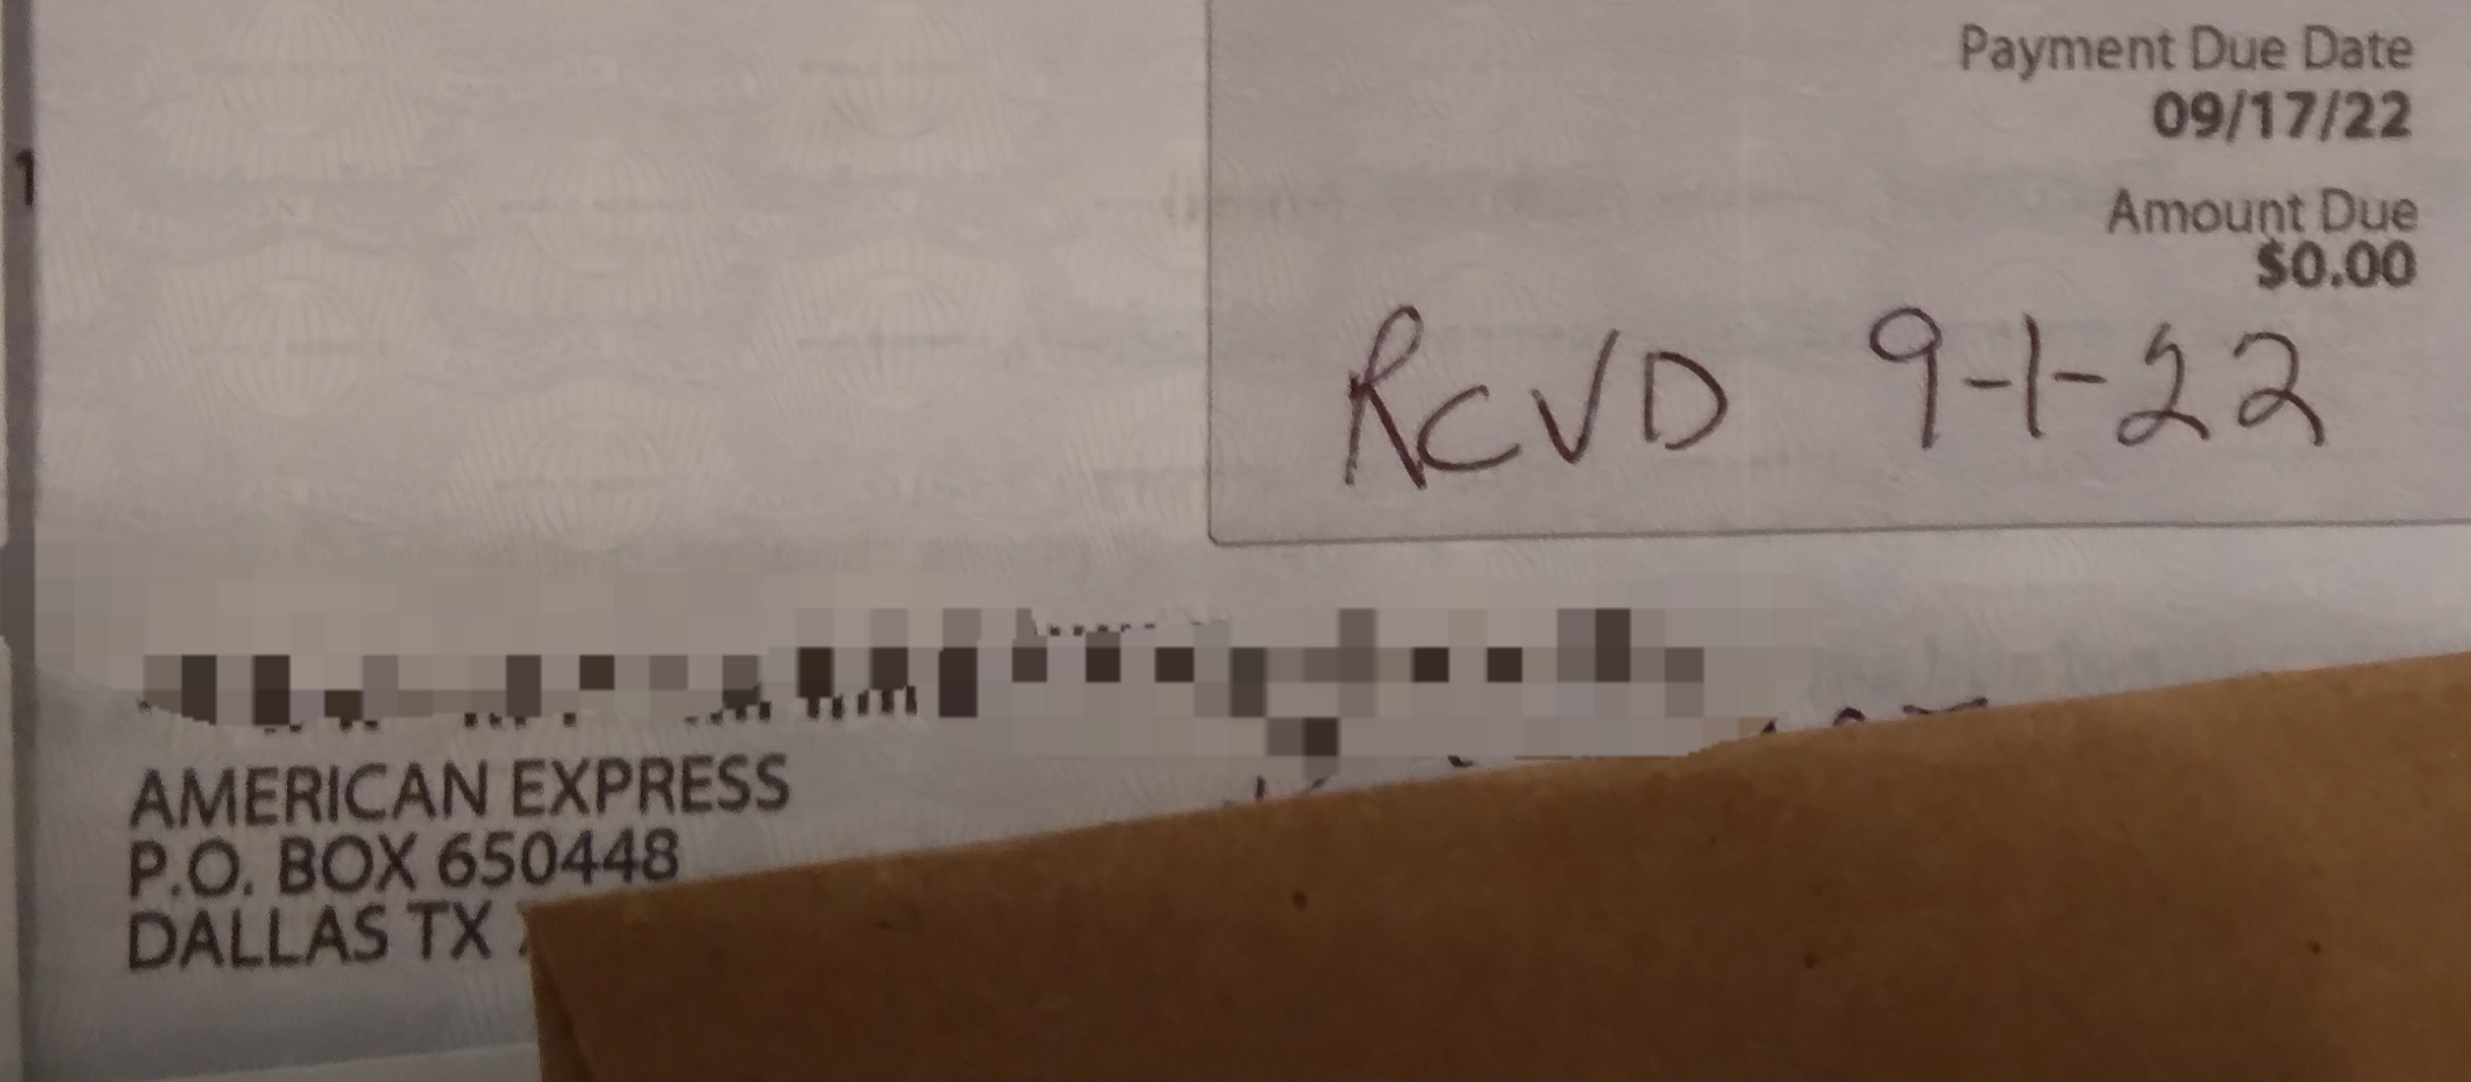 Payment Due Date
09/17/22
1
Amount Due
$0.00
RCVD 9-1-22
AMERICAN EXPRESS
P.O. BOX 650448
DALLAS TX